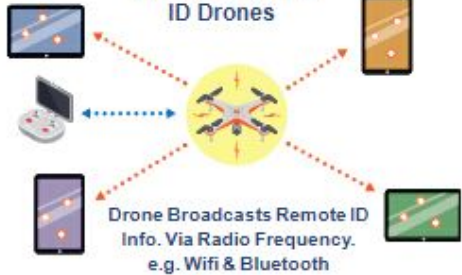 ID Drones
Drone Broadcasts Remote ID
Info. Via Radio Frequency.
e.g. Wifi & Bluetooth